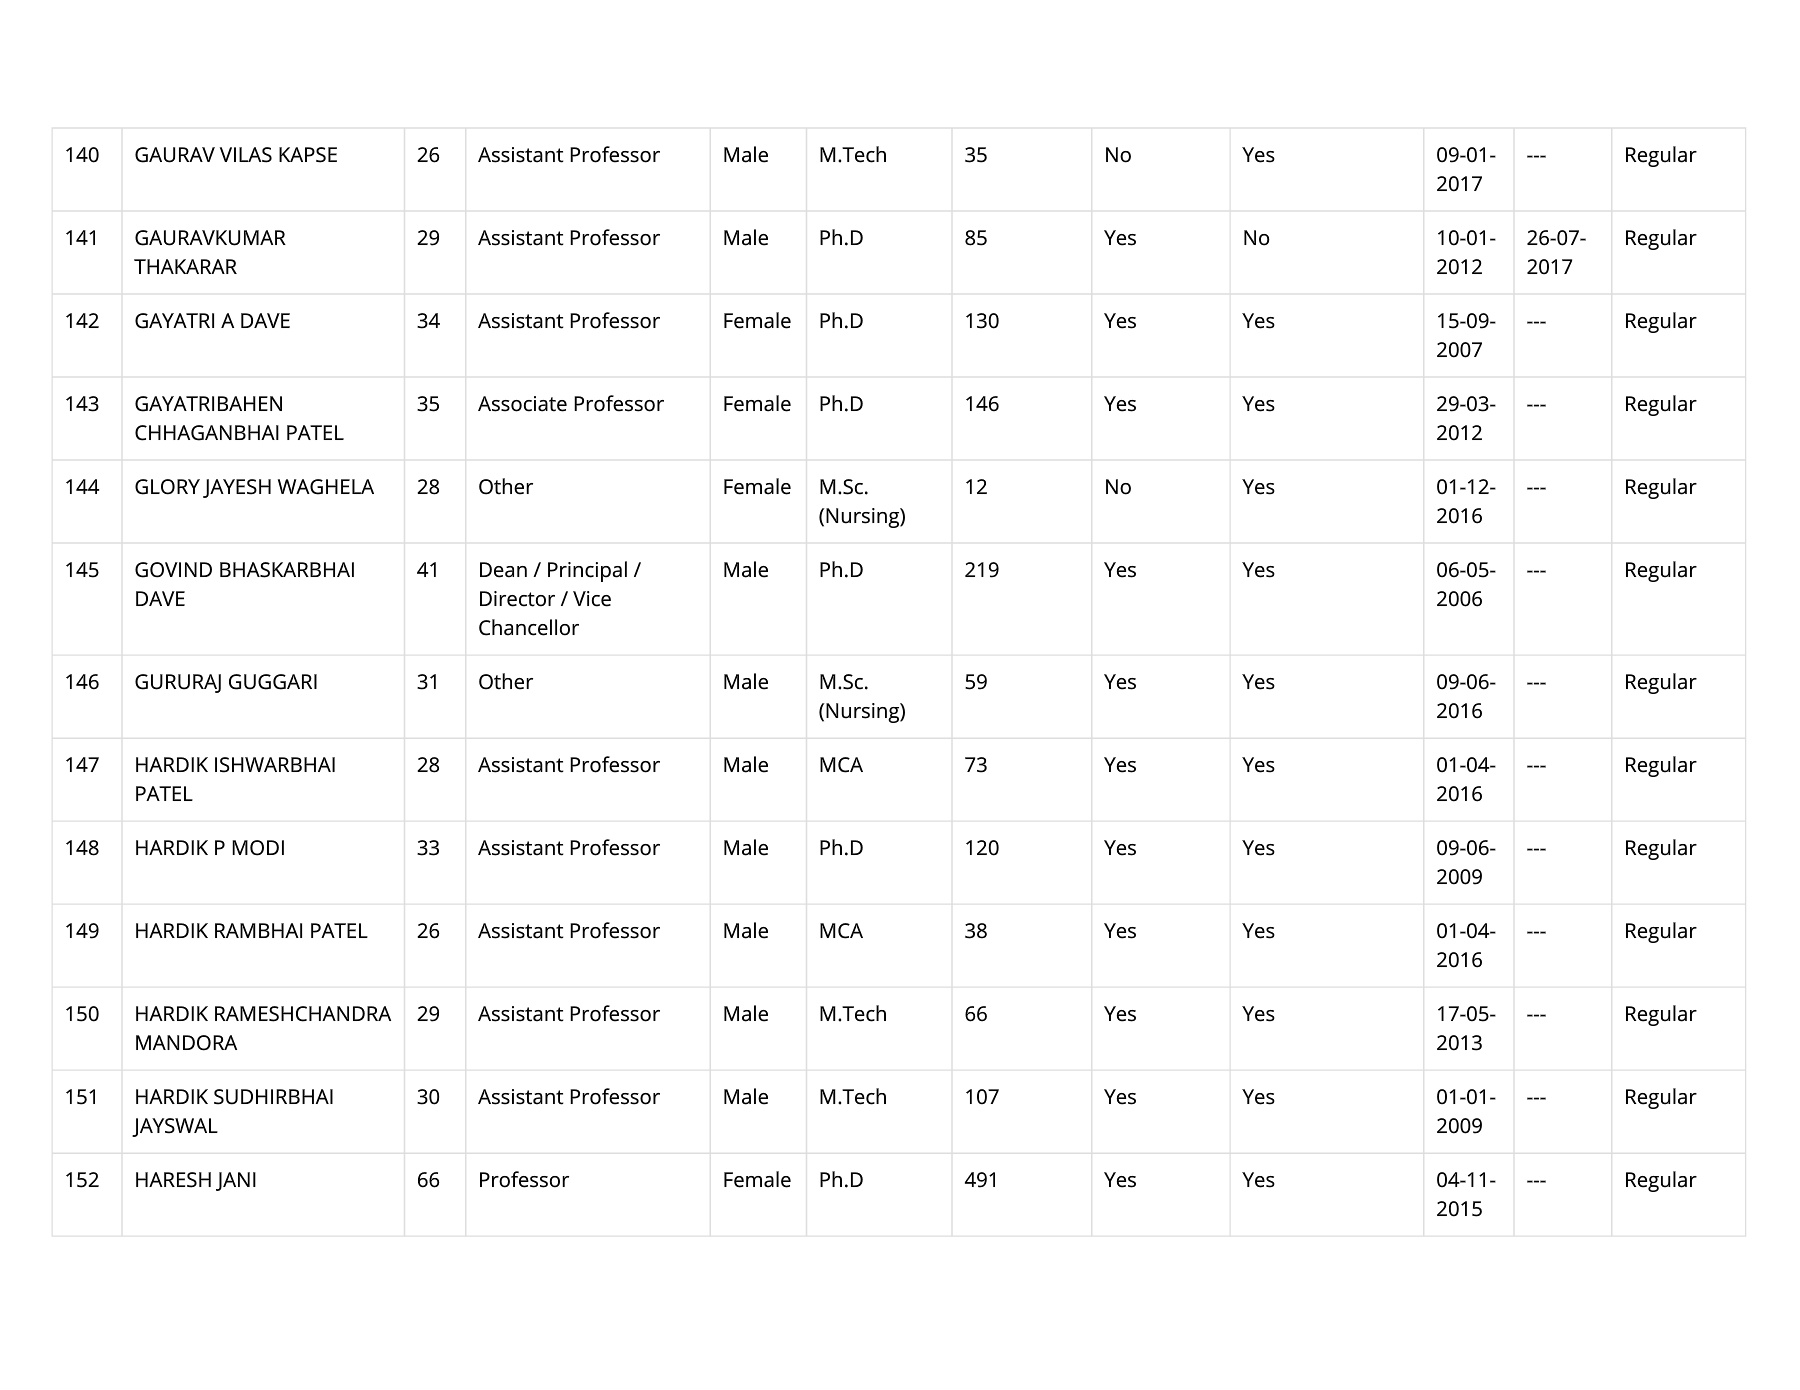 140 GAURAV VILAS KAPSE 26 Assistant Professor Male M.Tech 35 No Yes 09-01- --- Regular
2017
141 GAURAVKUMAR 29 Assistant Professor Male Ph.D 85 Yes No 10-01- 26-07- Regular
THAKARAR 2012 2017
142 GAYATRI A DAVE 34 Assistant Professor Female Ph.D 130 Yes Yes 15-09- --- Regular
2007
143 GAYATRIBAHEN 35 Associate Professor Female Ph.D 146 Yes Yes 29-03- --- Regular
CHHAGANBHAI PATEL 2012
144 GLORY JAYESH WAGHELA 28 Other Female M.Sc. 12 No Yes 01-12- --- Regular
(Nursing) 2016
145 GOVIND BHASKARBHAI 41 Dean / Principal / Male Ph.D 219 Yes Yes 06-05- --- Regular
DAVE Director / Vice 2006
Chancellor
146 GURURAJ GUGGARI 31 Other Male M.Sc. 59 Yes Yes 09-06- --- Regular
(Nursing) 2016
147 HARDIK ISHWARBHAI 28 Assistant Professor Male MCA 73 Yes Yes 01-04- --- Regular
PATEL 2016
148 HARDIK P MODI 33 Assistant Professor Male Ph.D 120 Yes Yes 09-06- --- Regular
2009
149 HARDIK RAMBHAI PATEL 26 Assistant Professor Male MCA 38 Yes Yes 01-04- --- Regular
2016
150 HARDIK RAMESHCHANDRA 29 Assistant Professor Male M.Tech 66 Yes Yes 17-05- --- Regular
MANDORA 2013
151 HARDIK SUDHIRBHAI 30 Assistant Professor Male M.Tech 107 Yes Yes 01-01- --- Regular
JAYSWAL 2009
152 HARESH JANI 66 Professor Female Ph.D 491 Yes Yes 04-11- --- Regular
2015